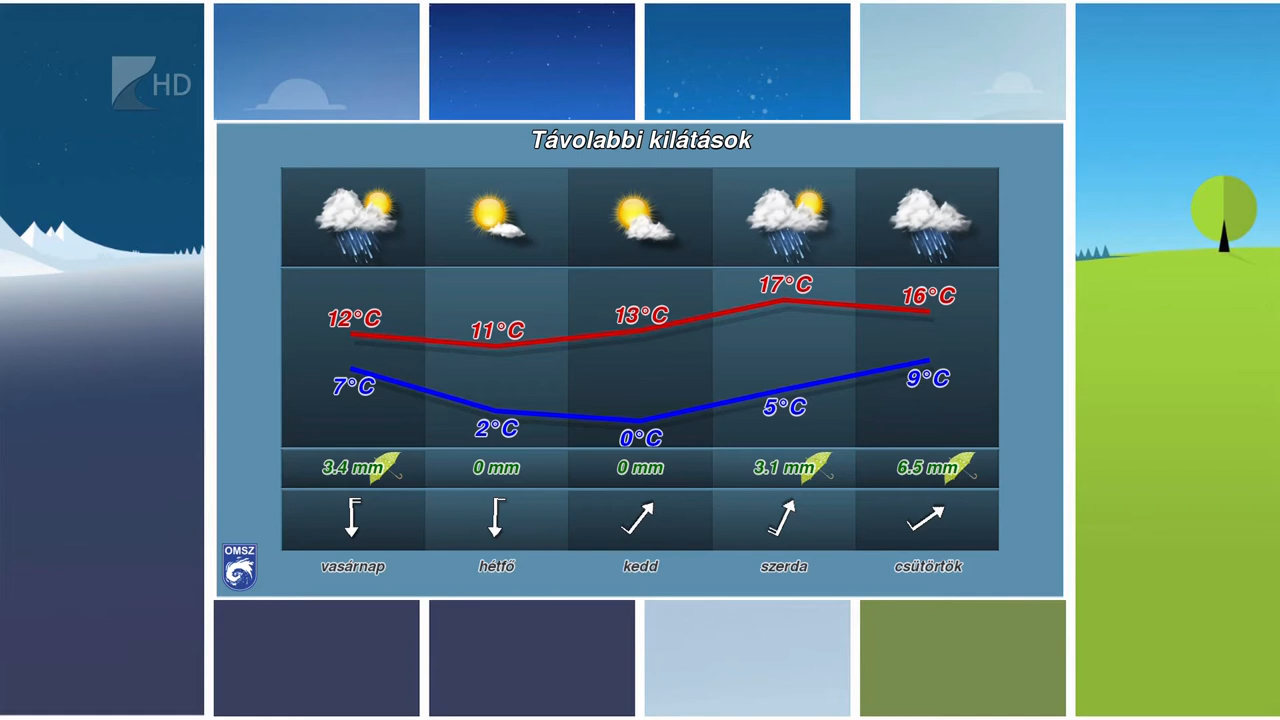 HD
Távolabbi kilátások
17°C
16°C
12°C 11°C 13°C
7°C 2°C 0°C 5°C 9°C
3.4 mm 0 mm 0 mm 3.1 mm 6.5 mm
OMSZ
vasárnap hétfő kedd szerda csütörtök